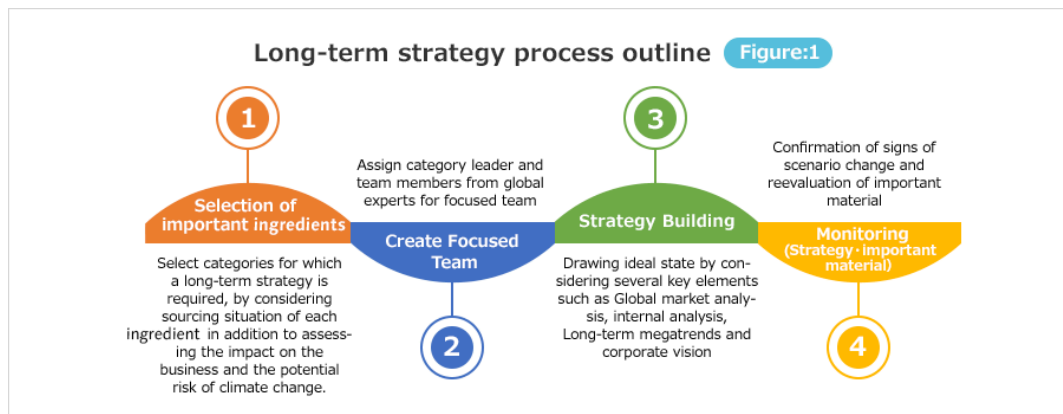 Long-term strategy process outline Figure:1
1
Selection of
important ingredients
Select categories for which
a long-term strategy is
required, by considering
sourcing situation of each
ingredient in addition to assess-
ing the impact on the
business and the potential
risk of climate change.
Assign category leader and
team members from global
experts for focused team
Create Focused
Team
2
3
Strategy Building
Drawing ideal state by con-
sidering several key elements
such as Global market analy-
sis, internal analysis,
Long-term megatrends and
corporate vision
Confirmation of signs of
scenario change and
reevaluation of important
material
Monitoring
(Strategy・important
material)
4